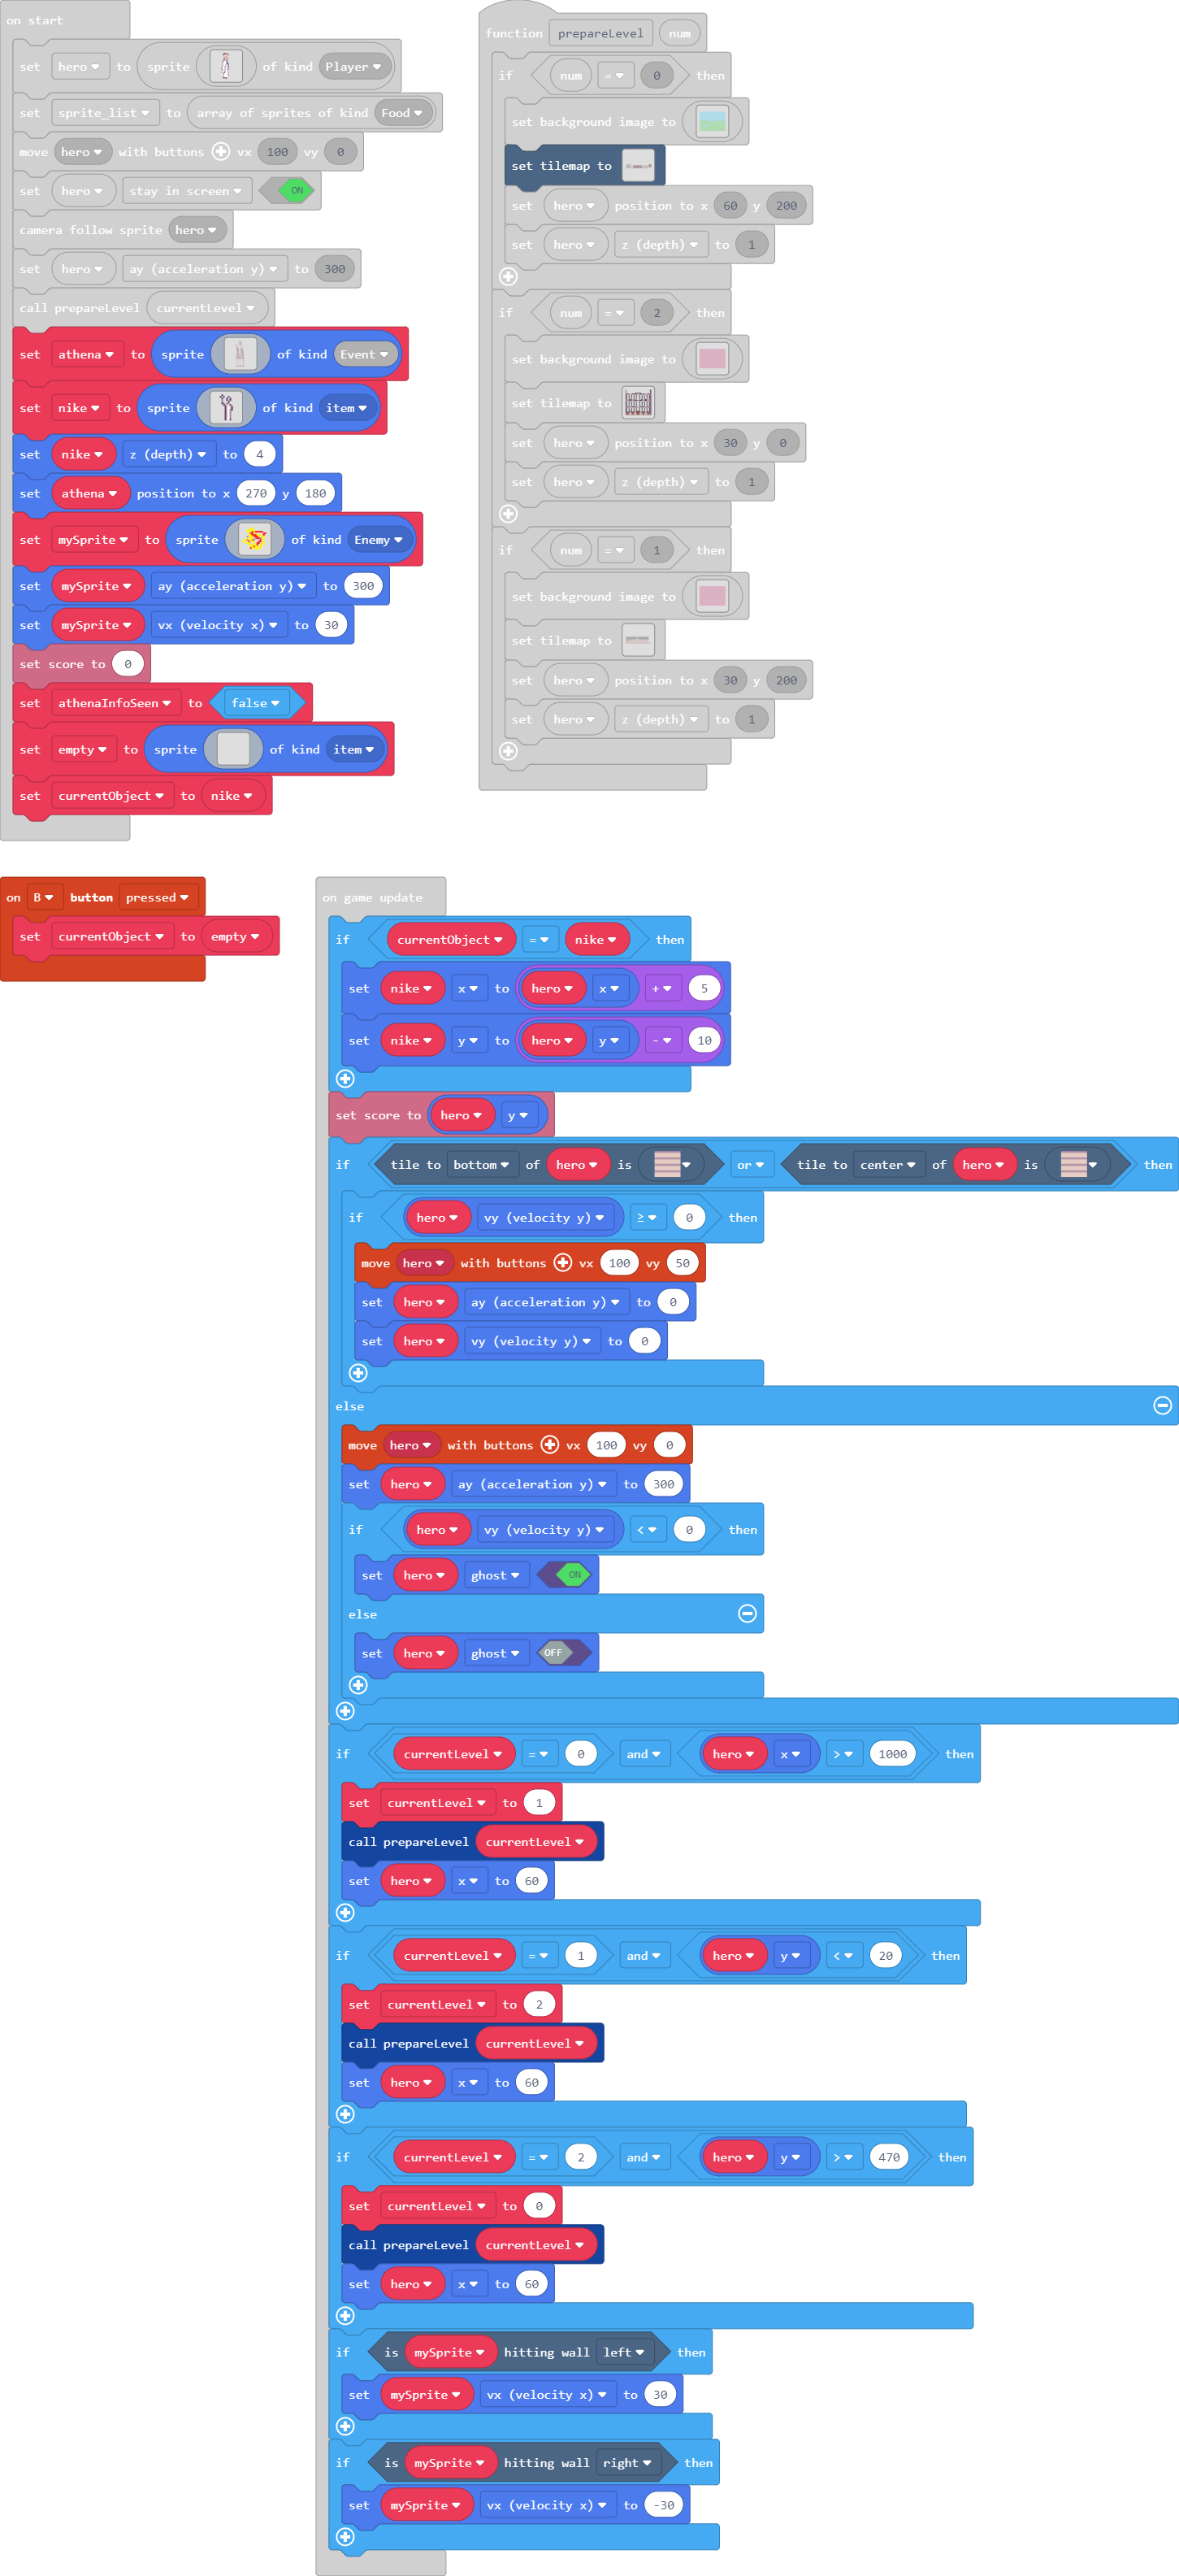 on start
set hero to sprite of kind Player
set sprite_list to array of sprites of kind Food
move hero with buttons vx 100 vy 0
set hero stay in screen ON
camera follow sprite hero
set hero ay (acceleration y) to 300
call prepareLevel currentLevel
set athena to sprite of kind Event
set nike to sprite of kind item
set nike z (depth) to 4
set athena position to x 270 y 180
set mySprite to sprite of kind Enemy
set mySprite ay (acceleration y) to 300
set mySprite vx (velocity x) to 30
set score to 0
set athenaInfoSeen to false
set empty to sprite of kind item
set currentObject to nike
function prepareLevel num
if num = 0 then
set background image to
set tilemap to
set hero position to x 60 y 200
set hero z (depth) to 1
if num = 2 then
set background image to
set tilemap to
set hero position to x 30 y 0
set hero z (depth) to 1
if num = 1 then
set background image to
set tilemap to
set hero position to x 30 y 200
set hero z (depth) to 1
on B button pressed
set currentObject to empty
on game update
if currentObject = nike then
set nike x to hero x + 5
set nike y to hero y - 10
set score to hero y
if tile to bottom of hero is or tile to center of hero is then
if hero vy (velocity y) ≥ 0 then
move hero with buttons vx 100 vy 50
set hero ay (acceleration y) to 0
set hero vy (velocity y) to 0
else
move hero with buttons vx 100 vy 0
set hero ay (acceleration y) to 300
if hero vy (velocity y) < 0 then
set hero ghost ON
else
set hero ghost OFF
if currentLevel = 0 and hero x > 1000 then
set currentLevel to 1
call prepareLevel currentLevel
set hero x to 60
if currentLevel = 1 and hero y < 20 then
set currentLevel to 2
call prepareLevel currentLevel
set hero x to 60
if currentLevel = 2 and hero y > 470 then
set currentLevel to 0
call prepareLevel currentLevel
set hero x to 60
if is mySprite hitting wall left then
set mySprite vx (velocity x) to 30
if is mySprite hitting wall right then
set mySprite vx (velocity x) to -30